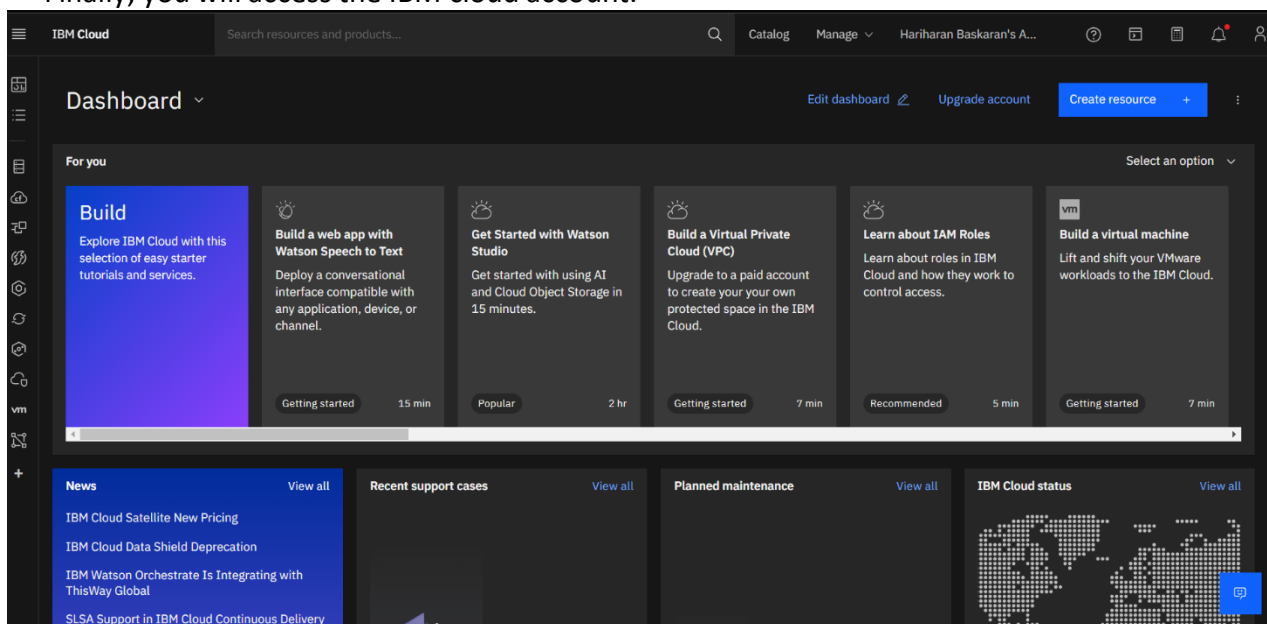 Finally, you will access the IBM cloud account.
IBM Cloud
Search resources and products...
Catalog
Manage
Hariharan Baskaran's A...
Dashboard
Edit dashboard
Upgrade account
Create resource +
For you
Select an option
Build
Explore IBM Cloud with this
selection of easy starter
tutorials and services.
Build a web app with
Watson Speech to Text
Deploy a conversational
interface compatible with
any application, device, or
channel.
Getting started 15 min
Get Started with Watson
Studio
Get started with using AI
and Cloud Object Storage in
15 minutes.
Popular 2 hr
Build a Virtual Private
Cloud (VPC)
Upgrade to a paid account
to create your your own
protected space in the IBM
Cloud.
Getting started 7 min
Learn about IAM Roles
Learn about roles in IBM
Cloud and how they work to
control access.
Recommended 5 min
vm
Build a virtual machine
Lift and shift your VMware
workloads to the IBM Cloud.
Getting started 7 min
vm
News View all
IBM Cloud Satellite New Pricing
IBM Cloud Data Shield Deprecation
IBM Watson Orchestrate Is Integrating with
ThisWay Global
SLSA Support in IBM Cloud Continuous Delivery
Recent support cases View all
Planned maintenance View all
IBM Cloud status View all